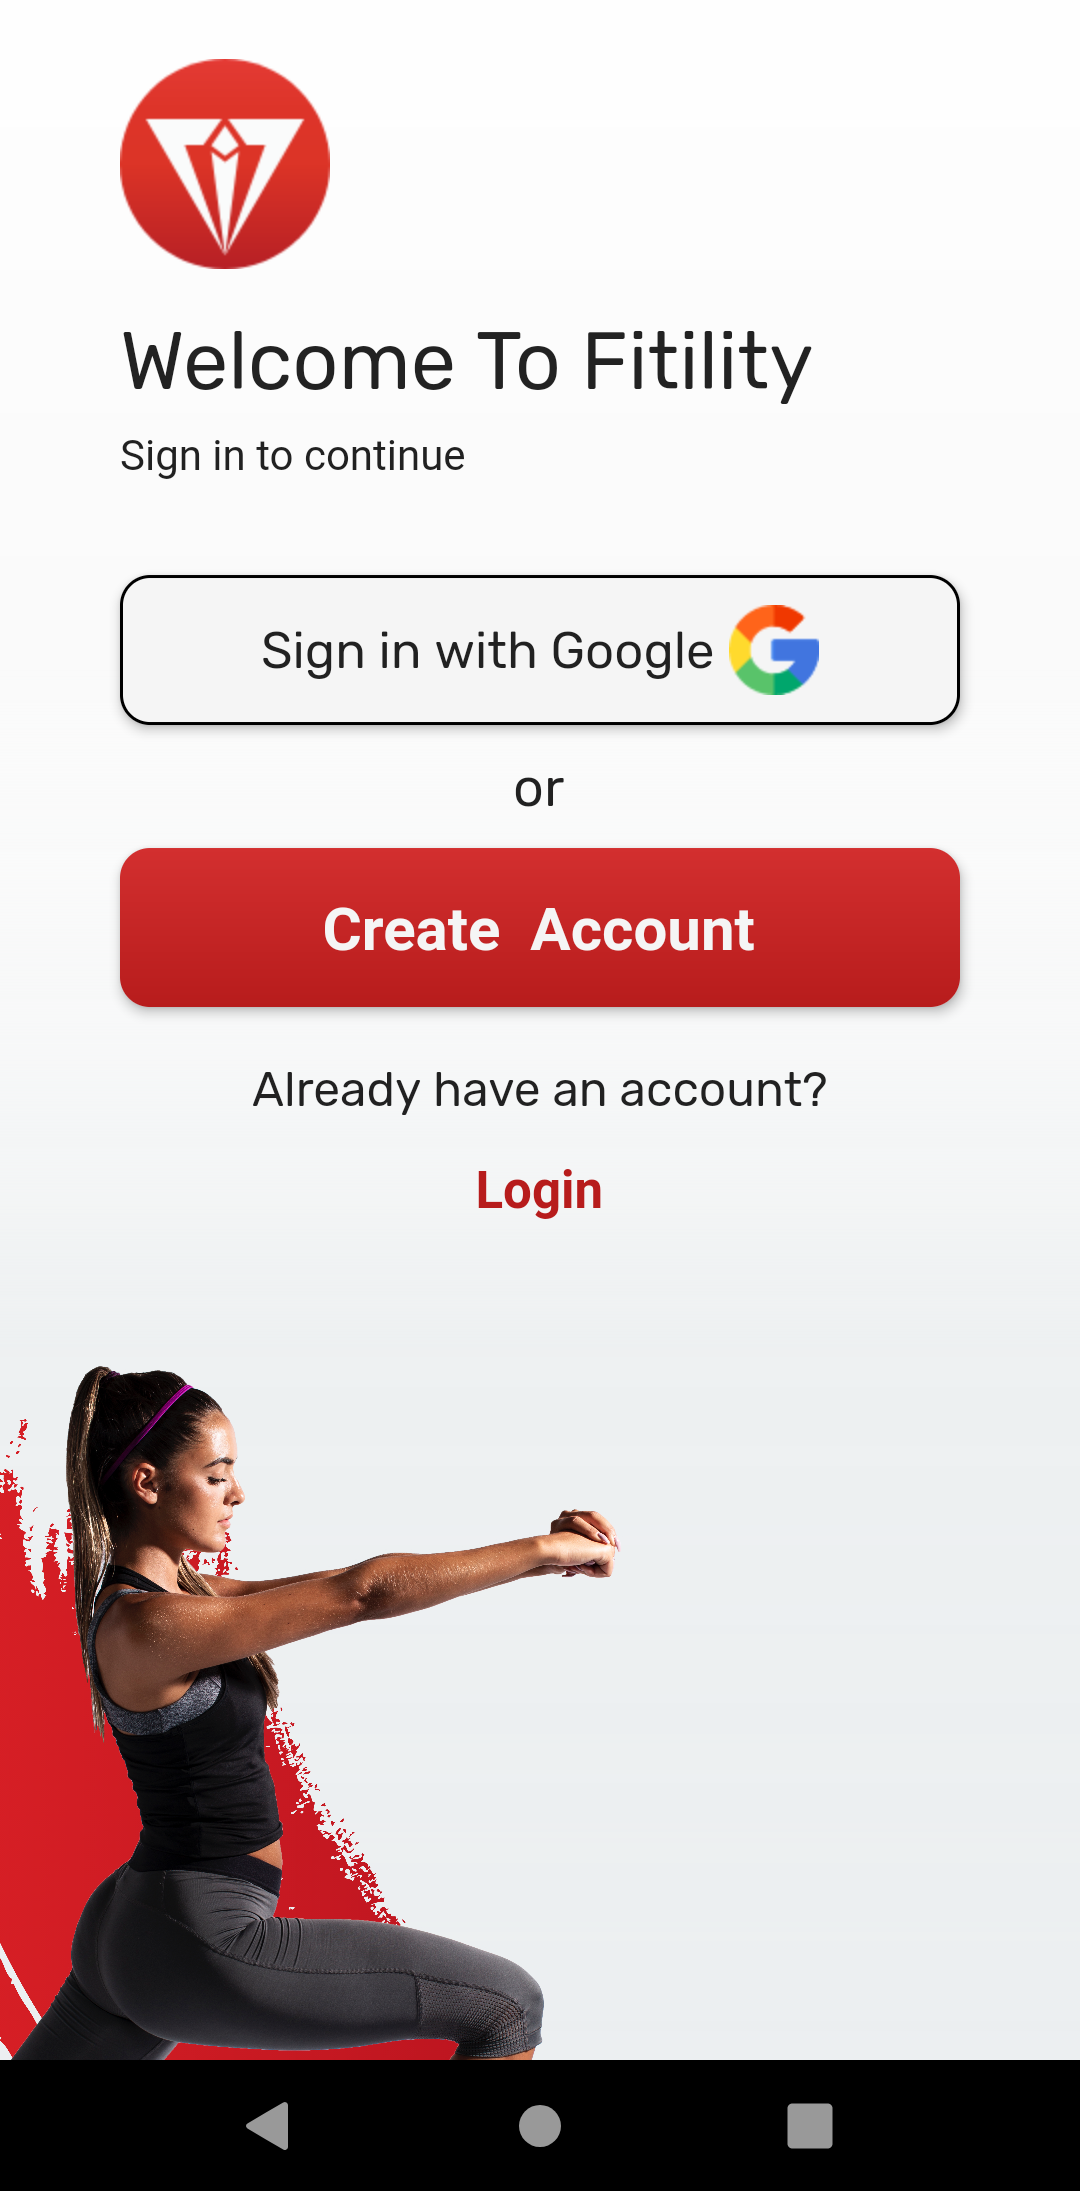 Welcome To Fitility
Sign in to continue
Sign in with Google
or
Create Account
Already have an account?
Login